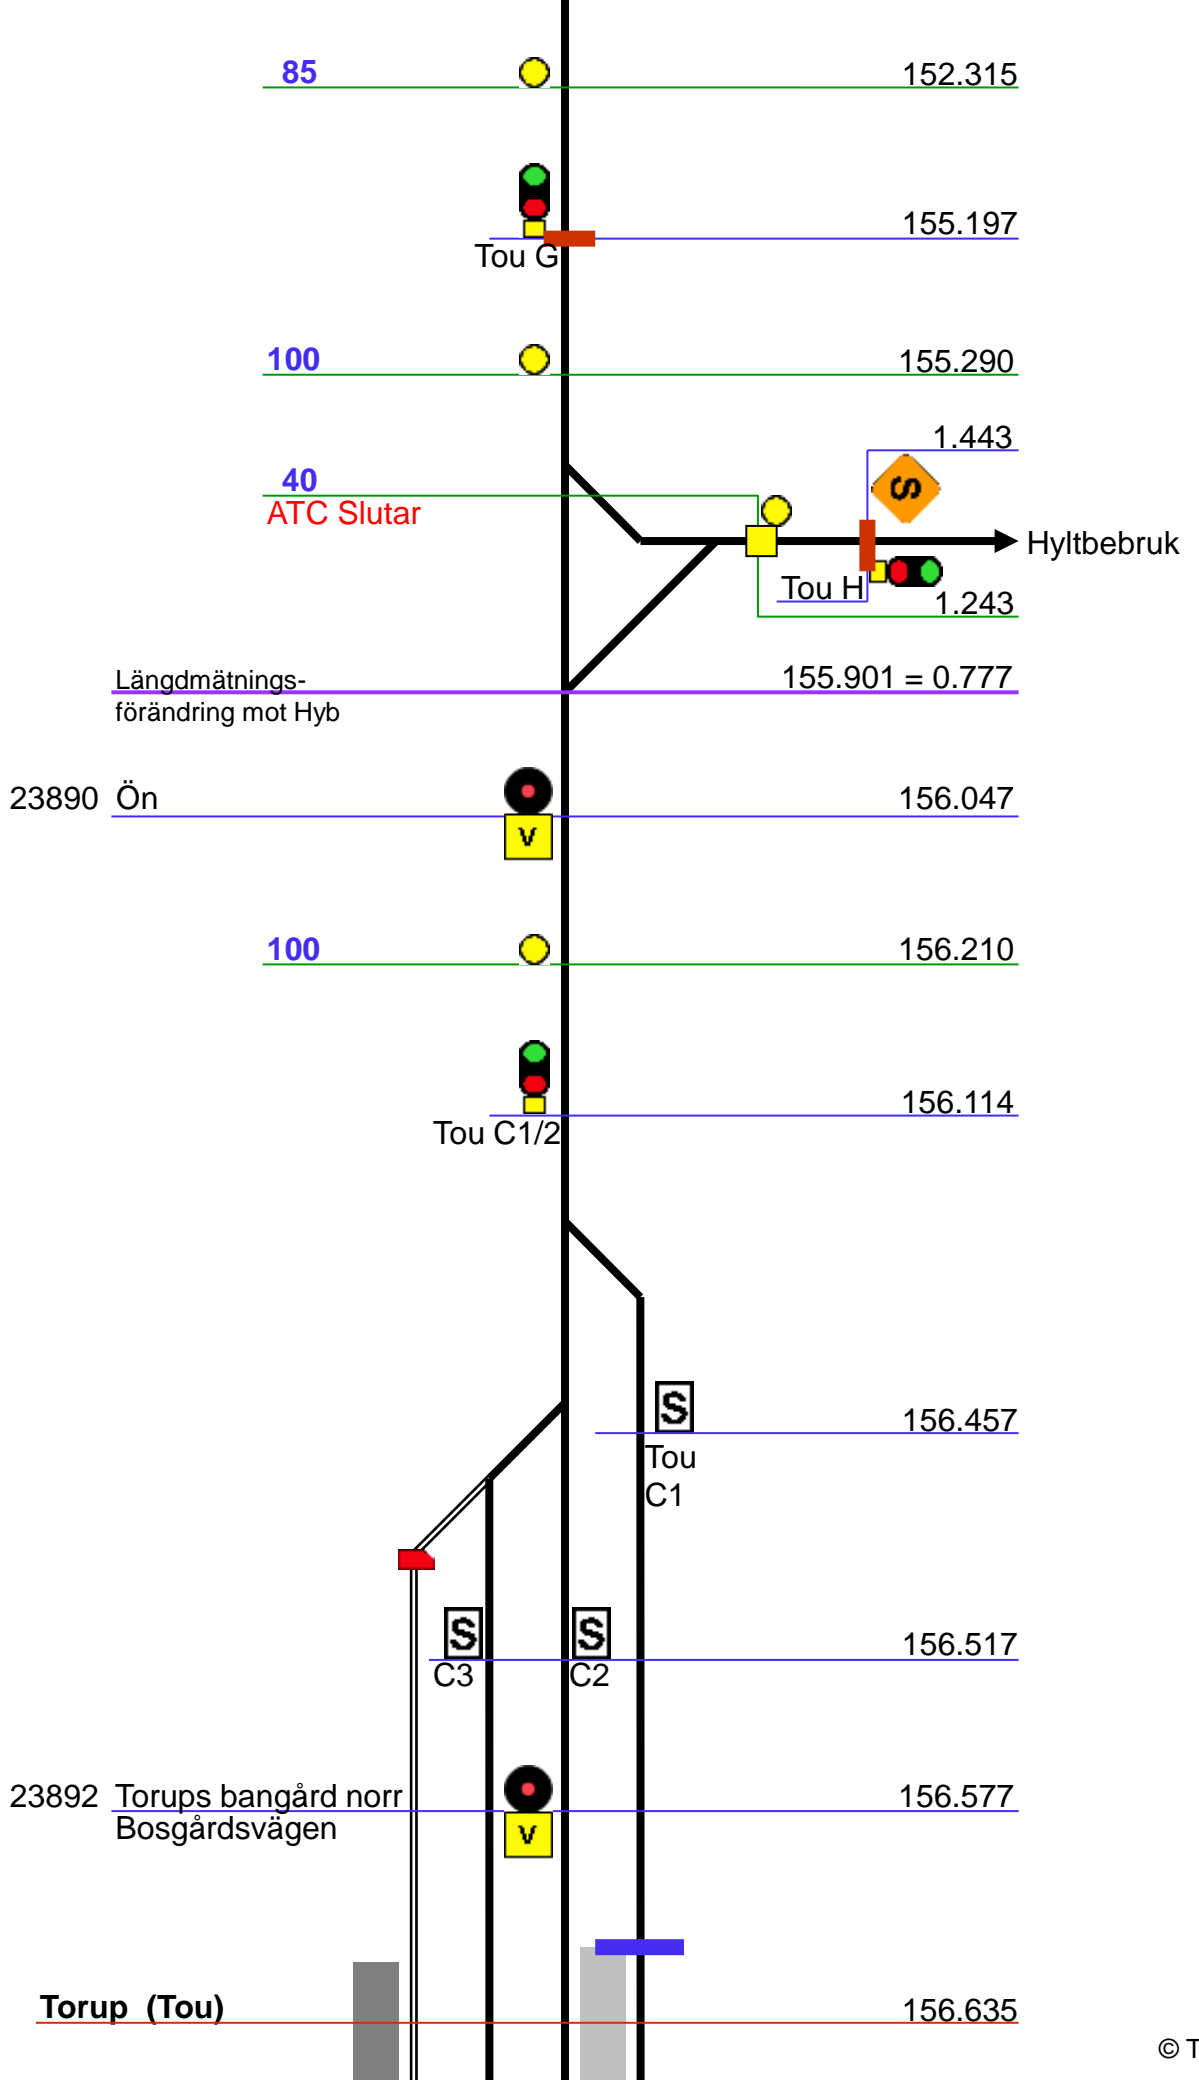 85 152.315
155.197
Tou G
100 155.290
1.443
40
S
ATC Slutar
Hyltbebruk
Tou H
1.243
Längdmätnings- 155.901 = 0.777
förändring mot Hyb
23890 Ön 156.047
V
100 156.210
156.114
Tou C1/2
S 156.457
Tou
C1
S S 156.517
C3 C2
23892 Torups bangård norr 156.577
Bosgårdsvägen V
Torup (Tou) 156.635
© T